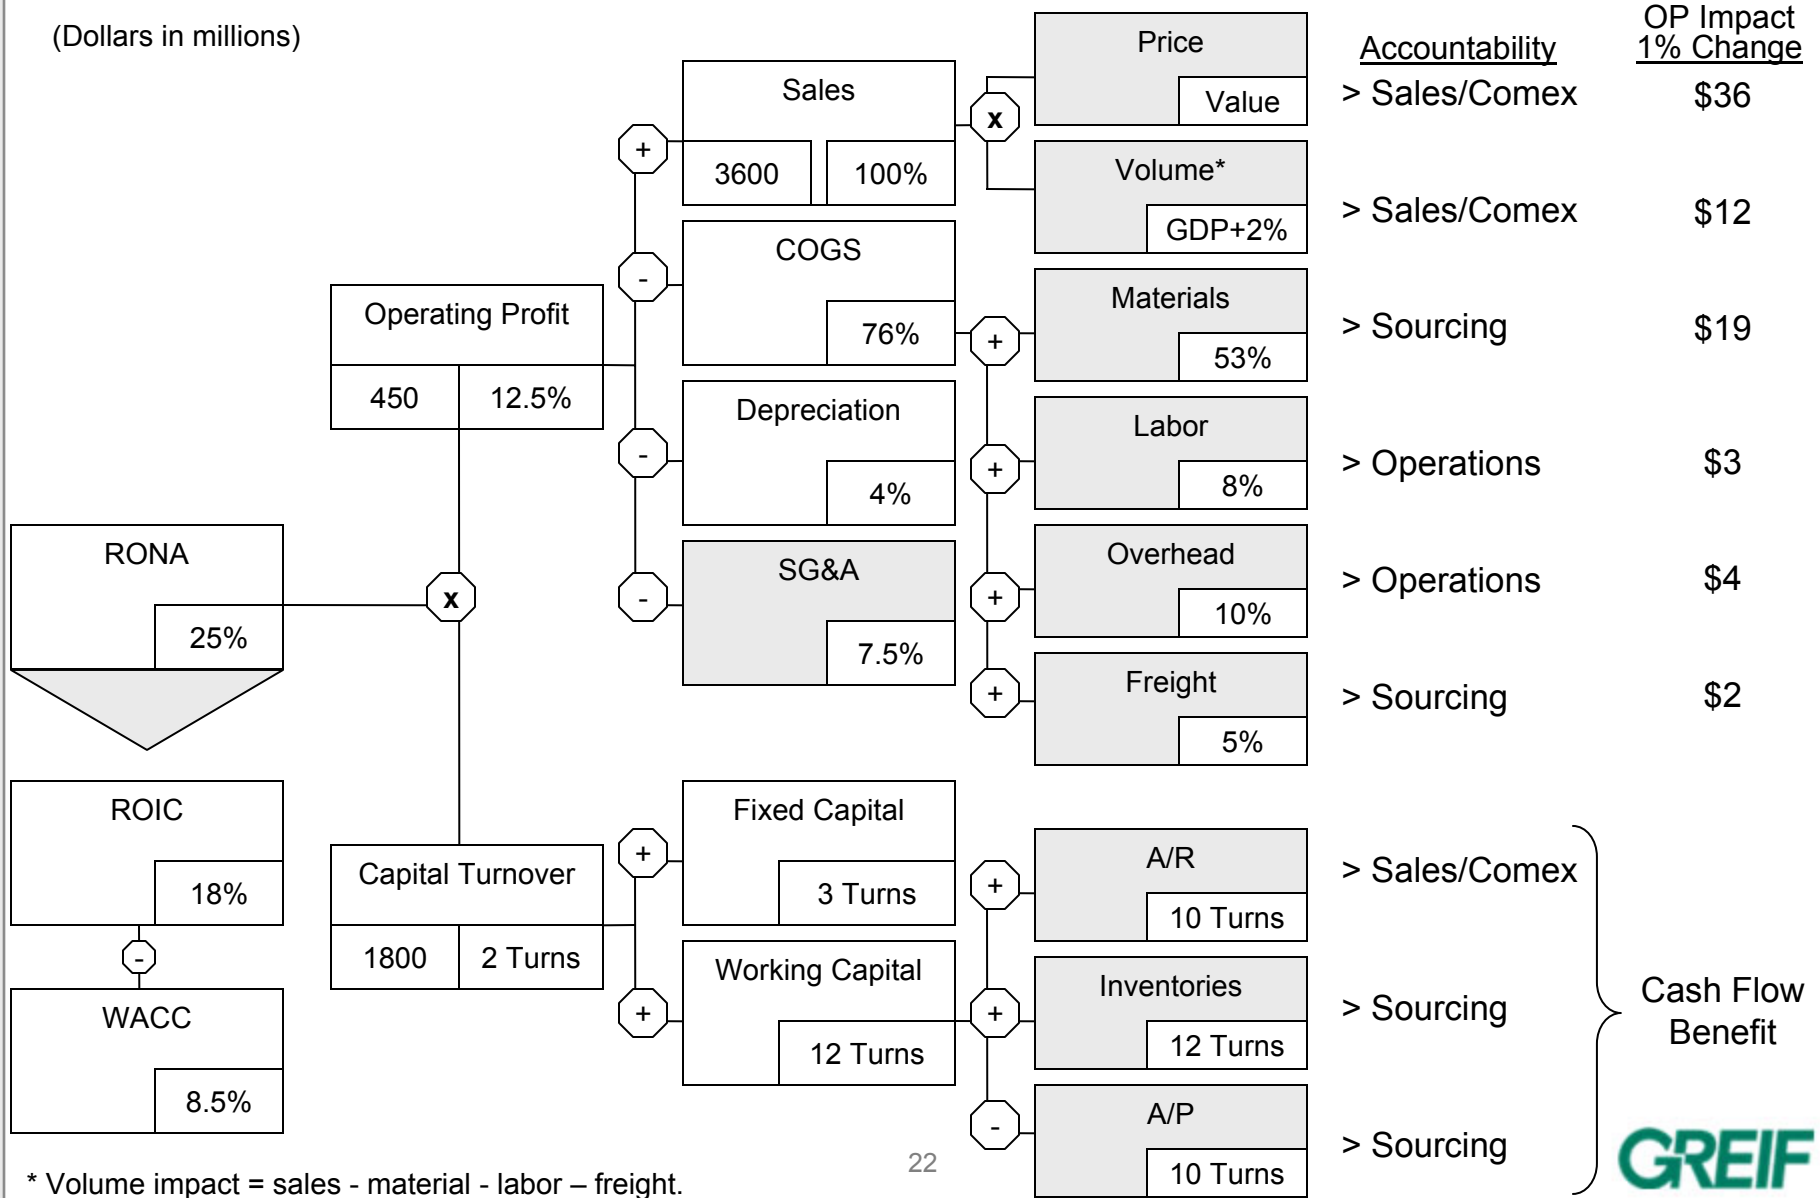 (Dollars in millions)
OP Impact
1% Change
Accountability
Price
Value
> Sales/Comex
$36
Sales
3600
100%
+
x
Volume*
GDP+2%
> Sales/Comex
$12
COGS
76%
-
Materials
53%
+
> Sourcing
$19
Operating Profit
450
12.5%
Depreciation
4%
-
Labor
8%
+
> Operations
$3
RONA
25%
x
SG&A
7.5%
-
Overhead
10%
+
> Operations
$4
Freight
5%
+
> Sourcing
$2
ROIC
18%
-
WACC
8.5%
Capital Turnover
1800
2 Turns
+
Fixed Capital
3 Turns
+
Working Capital
12 Turns
+
A/R
10 Turns
> Sales/Comex
+
Inventories
12 Turns
> Sourcing
-
A/P
10 Turns
> Sourcing
Cash Flow
Benefit
GREIF
22
* Volume impact = sales - material - labor – freight.